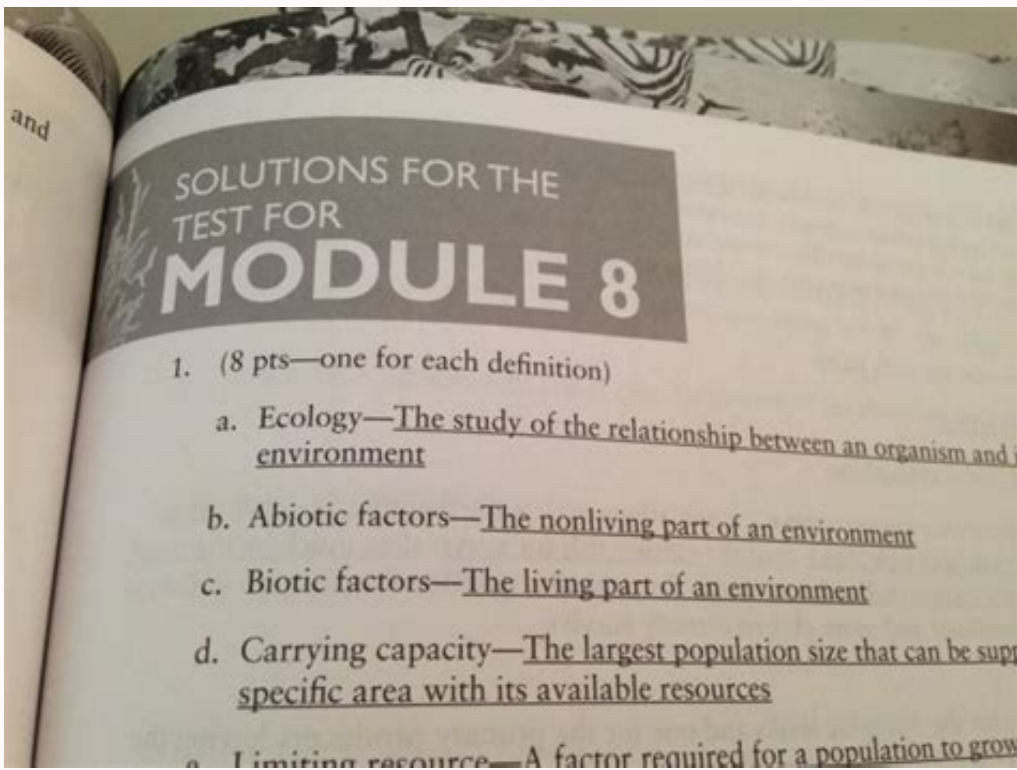 and
SOLUTIONS FOR THE
TEST FOR
MODULE 8
1. (8 pts—one for each definition)
a. Ecology—The study of the relationship between an organism and
environment
b. Abiotic factors—The nonliving part of an environment
c. Biotic factors—The living part of an environment
d. Carrying capacity—The largest population size that can be
specific area with its available resources
e. Limiting resource—A factor required for a population to grow